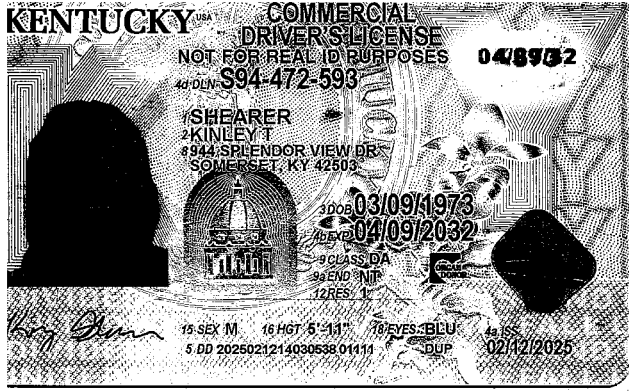 KENTUCKY USA
COMMERCIAL
DRIVER'S LICENSE
NOT FOR REAL ID PURPOSES
4d DLN S94-472-593
1 SHEARER
2 KINLEY T
8 944 SPLENDOR VIEW DR
SOMERSET, KY 42503
3 DOB 03/09/1973
4b EXP 04/09/2032
9 CLASS DA
9a END NT
ORGAN DONOR
12 RES 1
15 SEX M 16 HGT 5'-11" 18 EYES BLU 4a ISS
5 DD 2025021214030538 01111 DUP 02/12/2025